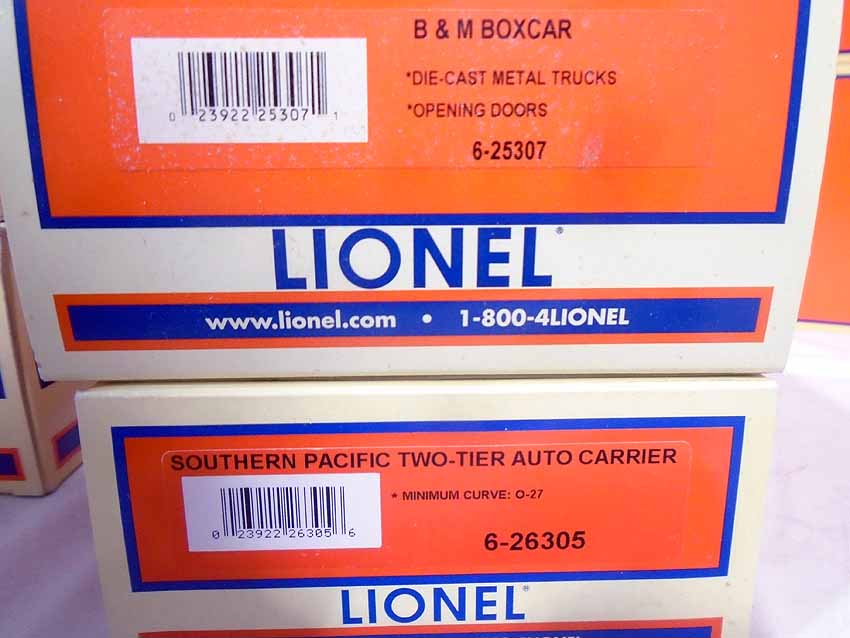 B & M BOXCAR
*DIE-CAST METAL TRUCKS
*OPENING DOORS
0 23922 25307 1
6-25307
LIONEL®
www.lionel.com • 1-800-4LIONEL
SOUTHERN PACIFIC TWO-TIER AUTO CARRIER
* MINIMUM CURVE: O-27
0 23922 26305 6
6-26305
LIONEL®